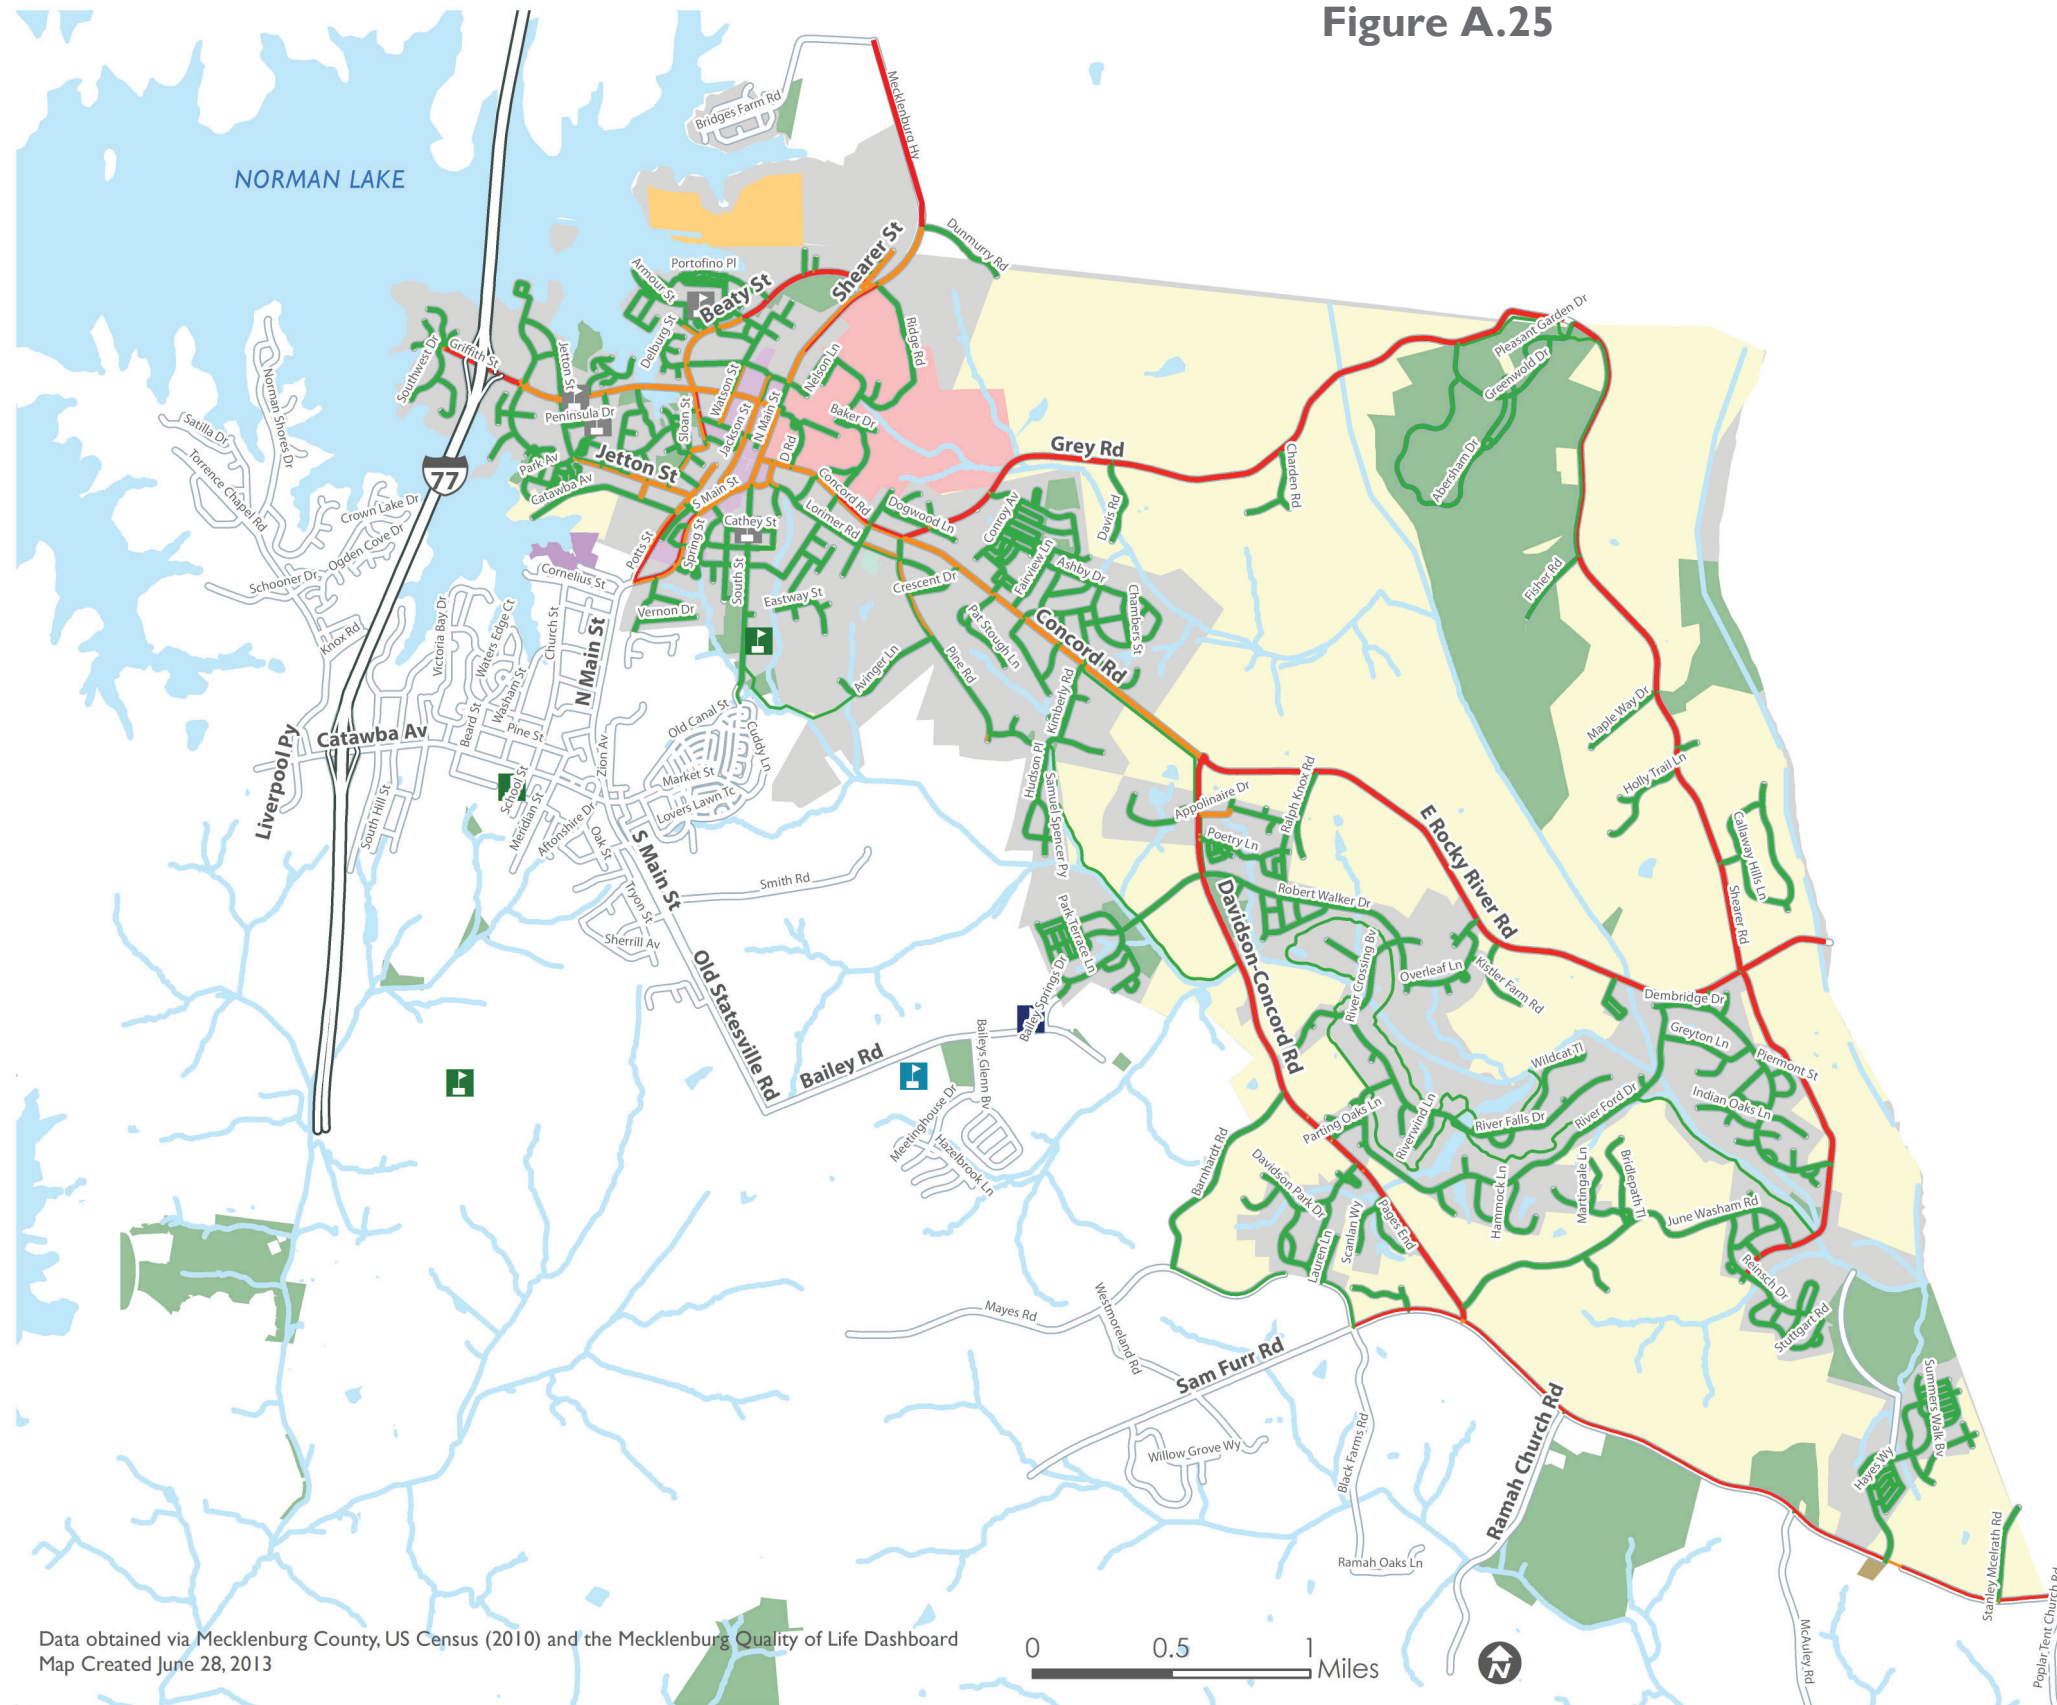 Figure A.25
Mecklenburg Hy
Bridges Farm Rd
NORMAN LAKE
Dunmurry Rd
Shearer St
Portofino Pl
Armour St
Beaty St
Delburg St
Ridge Rd
Pleasant Garden Dr
Greenwold Dr
Griffith St
Southwest Dr
Jetton St
Nelson Ln
Watson St
Norman Shores Dr
Peninsula Dr
Sloan St
Jackson St
N Main St
Baker Dr
Satilla Dr
Torrence Chapel Rd
Grey Rd
D Rd
Charden Rd
Abersham Dr
77
Park Av
Jetton St
Catawba Av
Concord Rd
S Main St
Crown Lake Dr
Ogden Cove Dr
Lorimer Rd
Dogwood Ln
Conroy Av
Davis Rd
Cathey St
Potts St
Spring St
Schooner Dr
Cornelius St
South St
Crescent Dr
Fairview Ln
Ashby Dr
Fisher Rd
Vernon Dr
Eastway St
Chambers St
Knox Rd
Victoria Bay Dr
Waters Edge Ct
Church St
N Main St
Pat Stough Ln
Concord Rd
Avinger Ln
Pine Rd
Kimberly Rd
Washam St
Beard St
Pine St
Zion Av
Old Canal St
Cuddy Ln
Maple Way Dr
Liverpool Py
Catawba Av
Hudson Pl
Samuel Spencer Py
Holly Trail Ln
School St
Market St
Lovers Lawn Tc
Appolinaire Dr
Ralph Knox Rd
South Hill St
Meridian St
Aftonshire Dr
Oak St
S Main St
Poetry Ln
E Rocky River Rd
Callaway Hills Ln
Smith Rd
Tryon St
Robert Walker Dr
Shearer Rd
Sherrill Av
Park Terrace Ln
Davidson-Concord Rd
River Crossing Bv
Overleaf Ln
Kistler Farm Rd
Old Statesville Rd
Bailey Springs Dr
Dembridge Dr
Bailey Rd
Baileys Glenn Bv
Greyton Ln
Wildcat Tl
Piermont St
Meetinghouse Dr
Hazelbrook Ln
Parting Oaks Ln
Riverwind Ln
River Falls Dr
River Ford Dr
Indian Oaks Ln
Barnhardt Rd
Davidson Park Dr
Hammock Ln
Martingale Ln
Bridlepath Tl
June Washam Rd
Lauren Ln
Scanlan Wy
Pages End
Reinsch Dr
Mayes Rd
Westmoreland Rd
Stuttgart Rd
Sam Furr Rd
Ramah Church Rd
Summers Walk Bv
Willow Grove Wy
Black Farms Rd
Hayes Wy
Ramah Oaks Ln
Stanley Mcelrath Rd
McAuley Rd
Poplar Tent Church Rd
Data obtained via Mecklenburg County, US Census (2010) and the Mecklenburg Quality of Life Dashboard
Map Created June 28, 2013
0 0.5 1
Miles
N